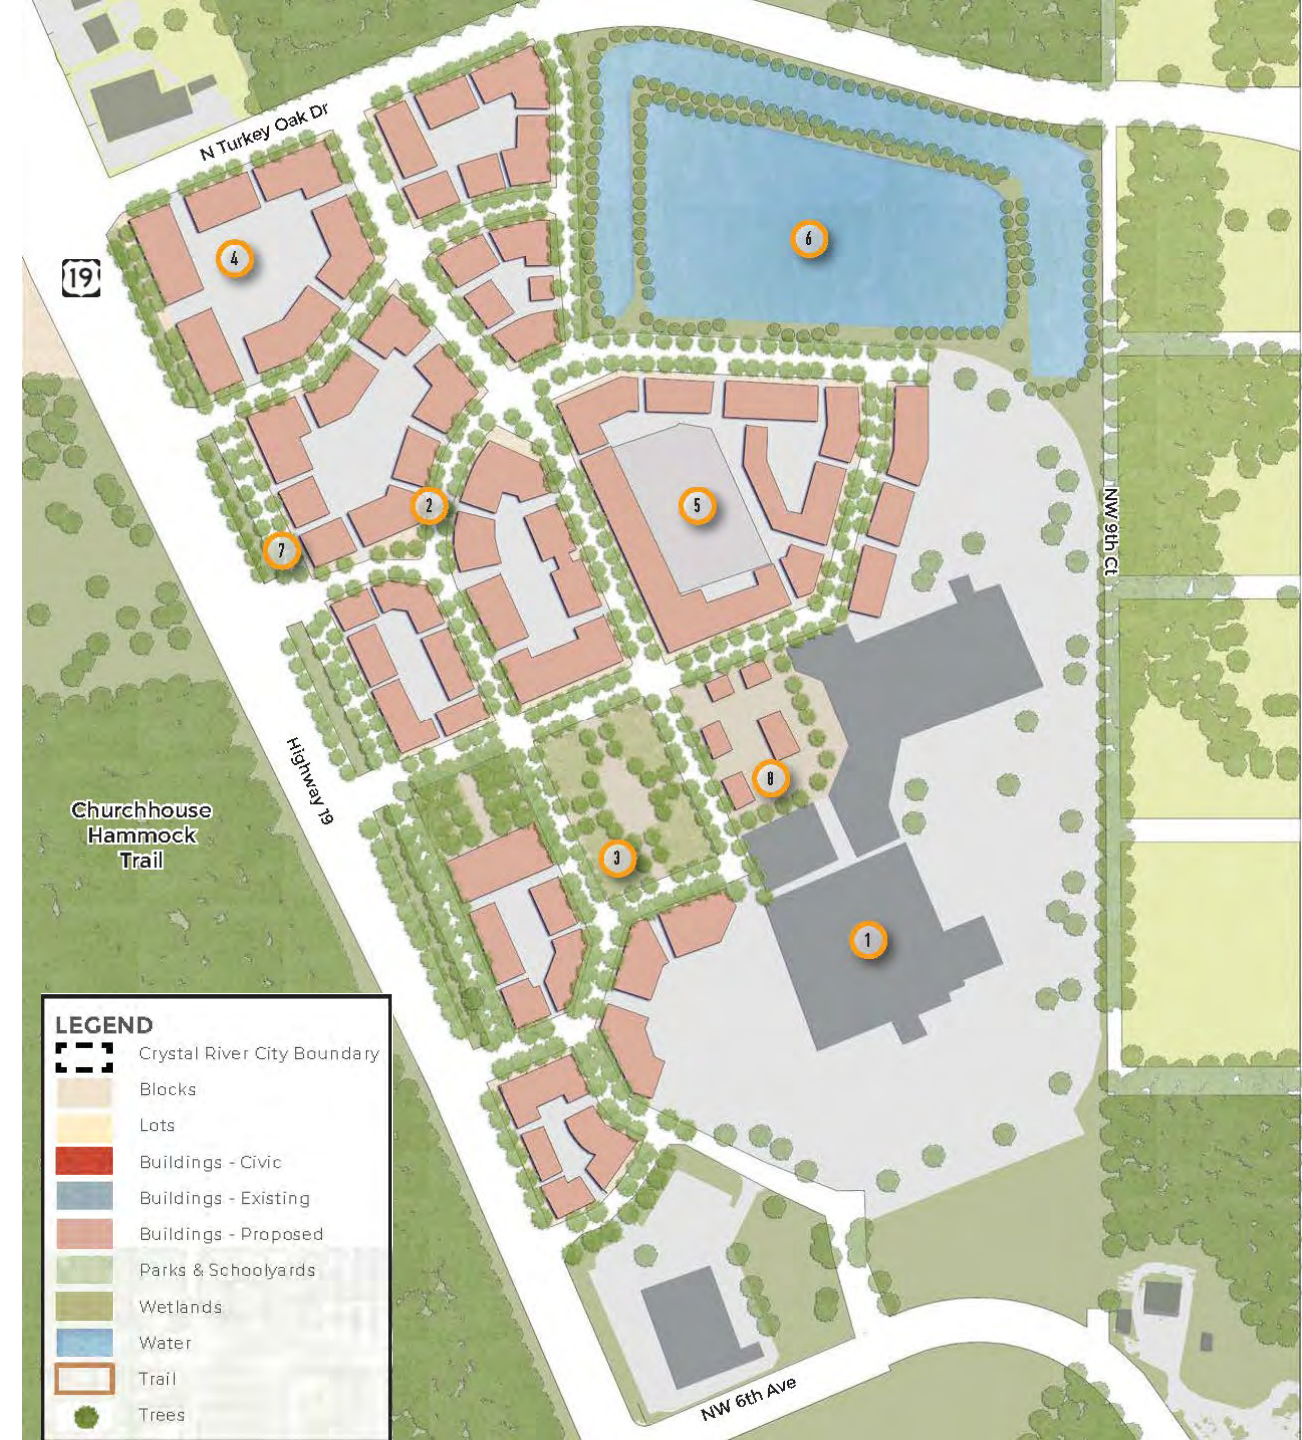 N Turkey Oak Dr
19
4
6
2
5
7
NW 9th Ct
Highway 19
8
3
1
Churchhouse
Hammock
Trail
LEGEND
Crystal River City Boundary
Blocks
Lots
Buildings - Civic
Buildings - Existing
Buildings - Proposed
Parks & Schoolyards
Wetlands
Water
Trail
Trees
NW 6th Ave